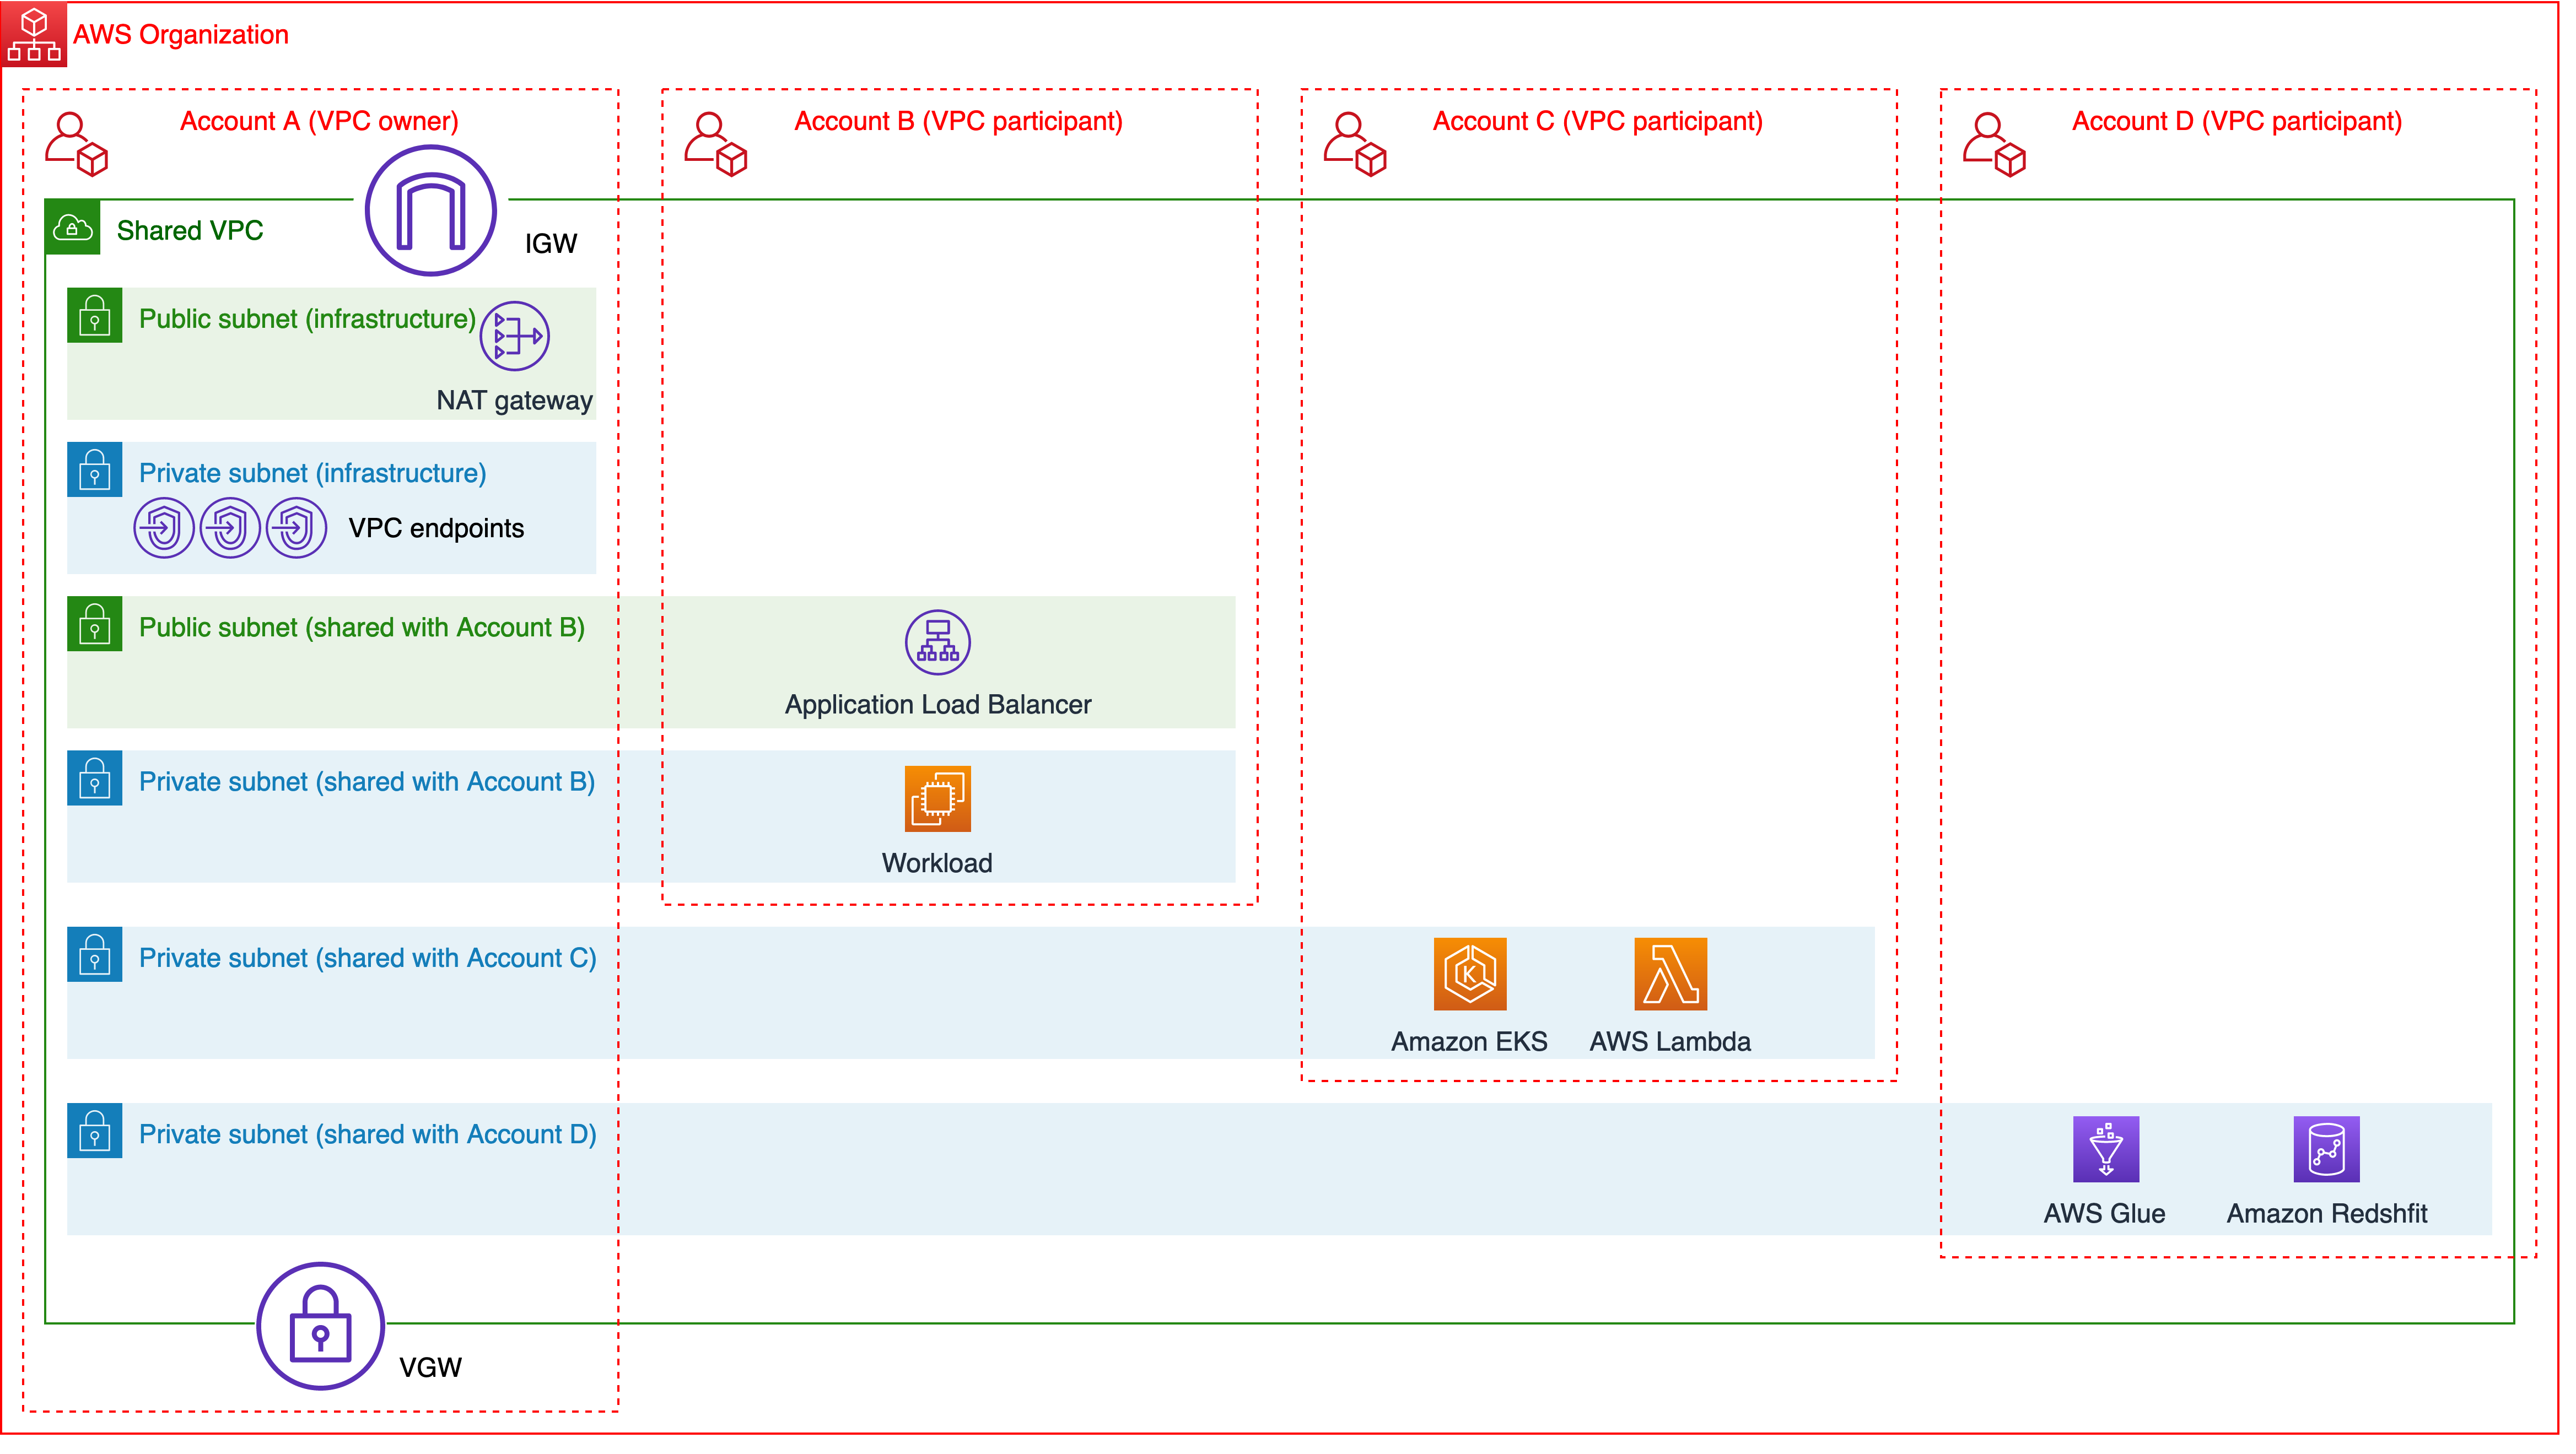 AWS Organization
Account A (VPC owner)
Account B (VPC participant)
Account C (VPC participant)
Account D (VPC participant)
Shared VPC
IGW
Public subnet (infrastructure)
NAT gateway
Private subnet (infrastructure)
VPC endpoints
Public subnet (shared with Account B)
Application Load Balancer
Private subnet (shared with Account B)
Workload
Private subnet (shared with Account C)
K
Amazon EKS
AWS Lambda
Private subnet (shared with Account D)
AWS Glue
Amazon Redshfit
VGW